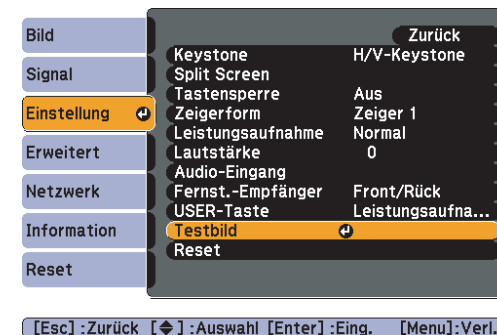 Bild
Signal
Einstellung
Erweitert
Netzwerk
Information
Reset
Zurück
Keystone H/V-Keystone
Split Screen
Tastensperre Aus
Zeigerform Zeiger 1
Leistungsaufnahme Normal
Lautstärke 0
Audio-Eingang
Fernst.-Empfänger Front/Rück
USER-Taste Leistungsaufna...
Testbild
Reset
[Esc] :Zurück [◆] :Auswahl [Enter] :Eing. [Menu]:Verl.